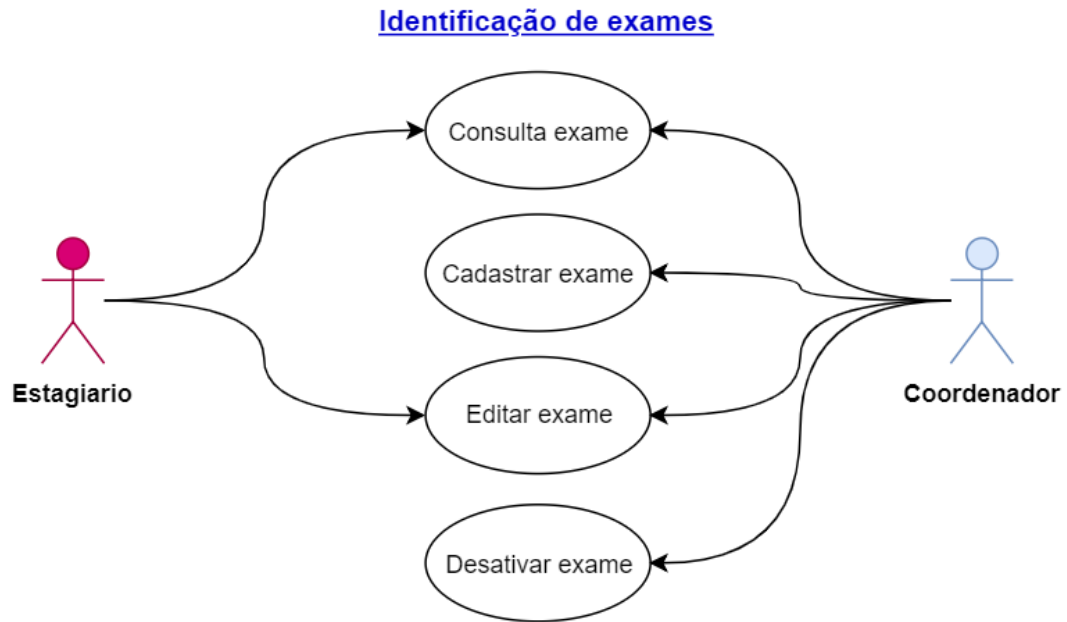 Identificação de exames
Consulta exame
Cadastrar exame
Estagiario
Coordenador
Editar exame
Desativar exame